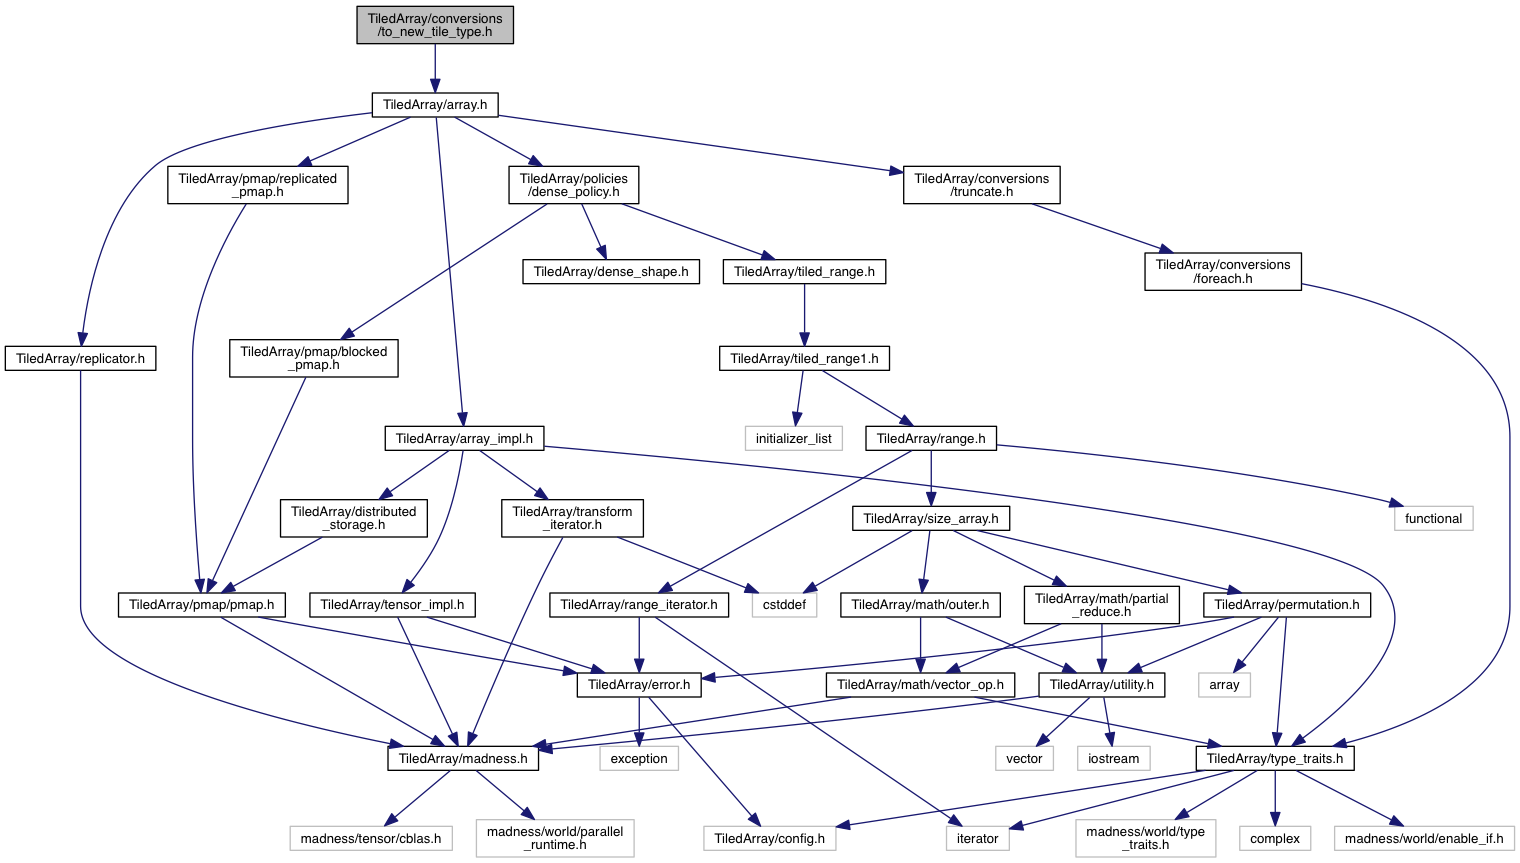 TiledArray/conversions
/to_new_tile_type.h
TiledArray/array.h
TiledArray/pmap/replicated
_pmap.h
TiledArray/policies
/dense_policy.h
TiledArray/conversions
/truncate.h
TiledArray/dense_shape.h
TiledArray/tiled_range.h
TiledArray/conversions
/foreach.h
TiledArray/replicator.h
TiledArray/pmap/blocked
_pmap.h
TiledArray/tiled_range1.h
TiledArray/array_impl.h
initializer_list
TiledArray/range.h
TiledArray/distributed
_storage.h
TiledArray/transform
_iterator.h
TiledArray/size_array.h
functional
TiledArray/pmap/pmap.h
TiledArray/tensor_impl.h
TiledArray/range_iterator.h
cstddef
TiledArray/math/outer.h
TiledArray/math/partial
_reduce.h
TiledArray/permutation.h
TiledArray/error.h
TiledArray/math/vector_op.h
TiledArray/utility.h
array
TiledArray/madness.h
exception
vector
iostream
TiledArray/type_traits.h
madness/tensor/cblas.h
madness/world/parallel
_runtime.h
TiledArray/config.h
iterator
madness/world/type
_traits.h
complex
madness/world/enable_if.h